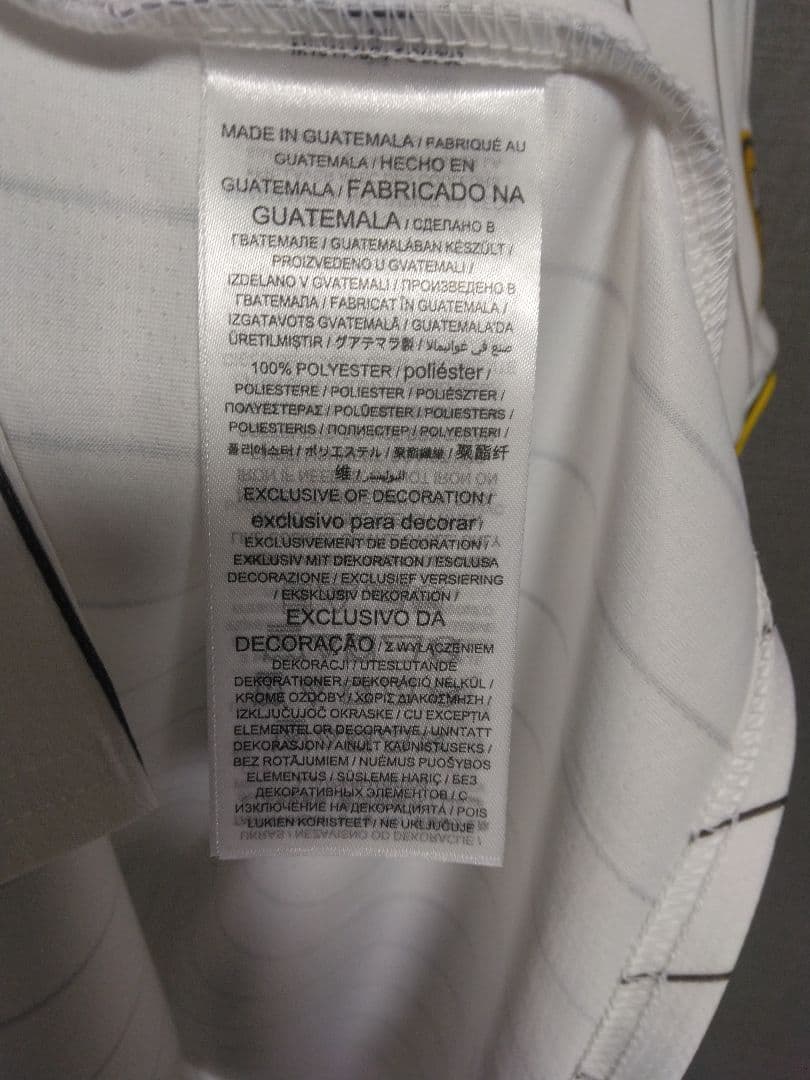 MADE IN GUATEMALA / FABRIQUÉ AU
GUATEMALA / HECHO EN
GUATEMALA / FABRICADO NA
GUATEMALA / СДЕЛАНО В
ГВАТЕМАЛЕ / GUATEMALÁBAN KÉSZÜLT /
PROIZVEDENO U GVATEMALI /
IZDELANO V GVATEMALI / ПРОИЗВЕДЕНО В
ГВАТЕМАЛА / FABRICAT ÎN GUATEMALA /
IZGATAVOTS GVATEMALĀ / GUATEMALA'DA
ÜRETILMIŞTIR / グアテマラ製 / صنع في غواتيمالا
100% POLYESTER / poliéster /
POLIESTERE / POLIESTER / POLIÉSZTER /
ΠΟΛΥΕΣΤΕΡΑΣ / POLÜESTER / POLIESTERS /
POLIESTERIS / ПОЛИЕСТЕР / POLYESTERI /
폴리에스터 / ポリエステル / 聚酯纖維 / 聚酯纤
维 / البوليستر
EXCLUSIVE OF DECORATION /
exclusivo para decorar /
EXCLUSIVEMENT DE DÉCORATION /
EXKLUSIV MIT DEKORATION / ESCLUSA
DECORAZIONE / EXCLUSIEF VERSIERING
/ EKSKLUSIV DEKORATION /
EXCLUSIVO DA
DECORAÇÃO / Z WYŁĄCZENIEM
DEKORACJI / UTESLUTANDE
DEKORATIONER / DEKORÁCIÓ NÉLKÜL /
KROMĚ OZDOBY / ΧΩΡΙΣ ΔΙΑΚΟΣΜΗΣΗ /
IZKLJUČUJOČ OKRASKE / CU EXCEPŢIA
ELEMENTELOR DECORATIVE / UNNTATT
DEKORASJON / AINULT KAUNISTUSEKS /
BEZ ROTĀJUMIEM / NUĖMUS PUOŠYBOS
ELEMENTUS / SÜSLEME HARIÇ / БЕЗ
ДЕКОРАТИВНЫХ ЭЛЕМЕНТОВ / С
ИЗКЛЮЧЕНИЕ НА ДЕКОРАЦИЯТА / POIS
LUKIEN KORISTEET / NE UKLJUČUJE